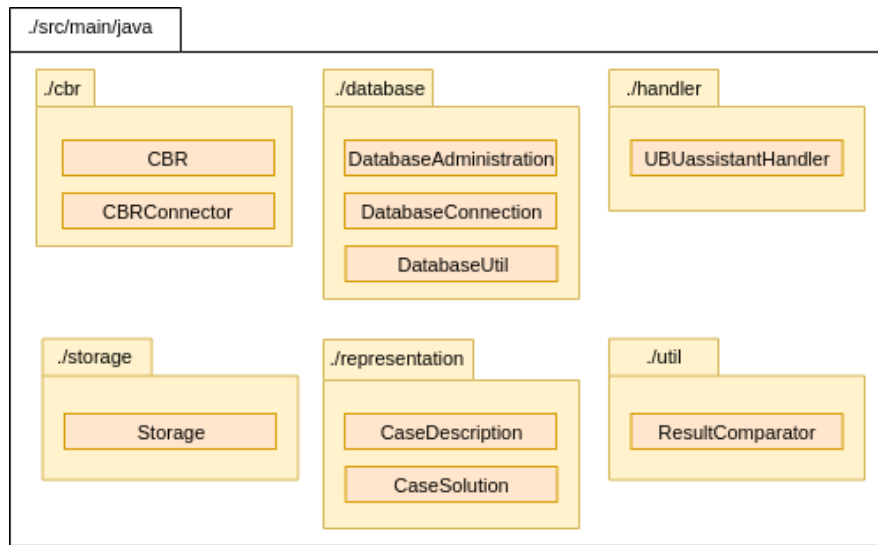 ./src/main/java
./cbr
CBR
CBRConnector
./database
DatabaseAdministration
DatabaseConnection
DatabaseUtil
./handler
UBUassistantHandler
./storage
Storage
./representation
CaseDescription
CaseSolution
./util
ResultComparator